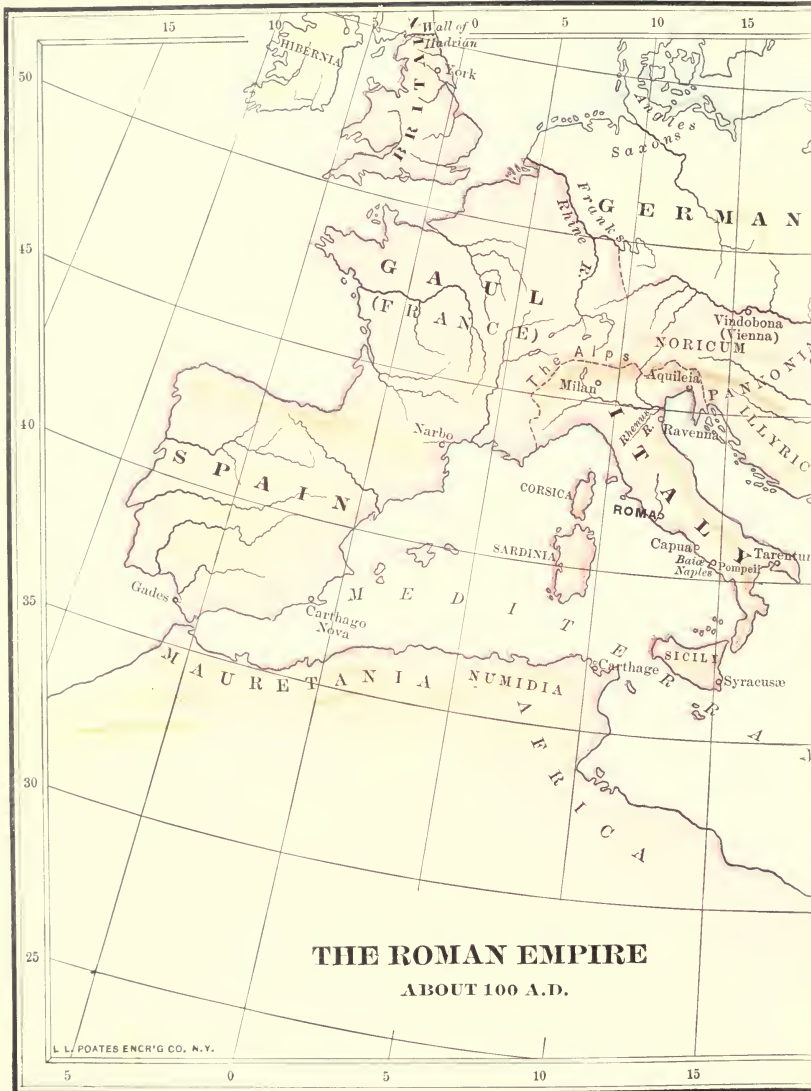 15 10 5 0 5 10 15
Wall of
Hadrian
HIBERNIA
York
BRITAI
50
Angles
Saxons
Franks
GERMAN
Rhine R.
45
GAUL
(FRANCE)
Vindobona
(Vienna)
NORICUM
PANNONIA
The Alps
Milan
Aquileia
ILLYRIC
40
Narbo
Rhenus R.
Ravenna
ITALY
SPAIN
CORSICA
ROMA
SARDINIA
Capua
Baiæ
Naples
Pompeii
Tarentum
35
Gades
Carthago
Nova
MEDITERRA
Carthage
SICILY
Syracusæ
MAURETANIA
NUMIDIA
AFRICA
30
THE ROMAN EMPIRE
ABOUT 100 A.D.
25
L. L. POATES ENGR'G CO., N.Y.
5 0 5 10 15